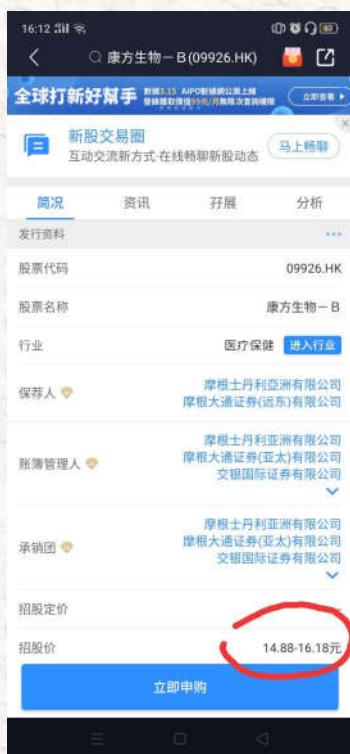 16:12
60
康方生物－B(09926.HK)
全球打新好幫手
立即查看
新股交易圈
互动交流新方式·在线畅聊新股动态
马上畅聊
简况 资讯 孖展 分析
发行资料
股票代码 09926.HK
股票名称 康方生物－B
行业 医疗保健 进入行业
保荐人 摩根士丹利亞洲有限公司
摩根大通证券(远东)有限公司
账簿管理人 摩根士丹利亚洲有限公司
摩根大通证券(亚太)有限公司
交银国际证券有限公司
承销团 摩根士丹利亚洲有限公司
摩根大通证券(亚太)有限公司
交银国际证券有限公司
招股定价
招股价 14.88-16.18元
立即申购